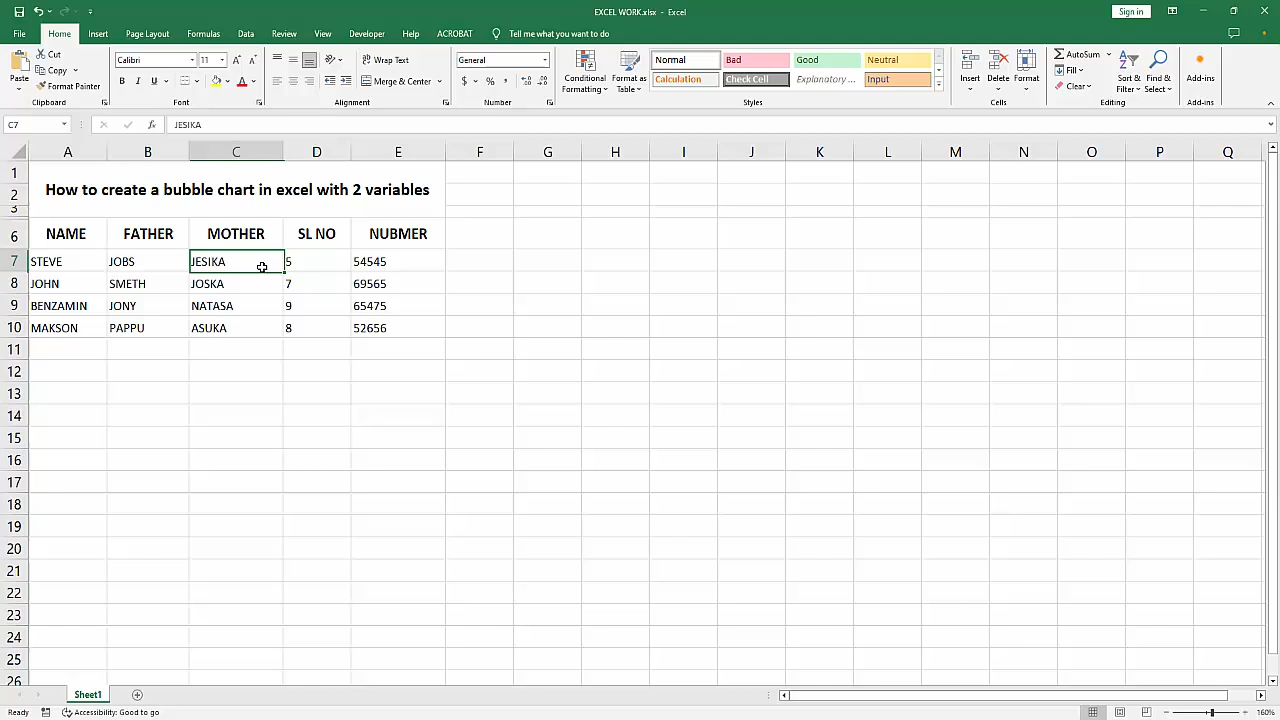 EXCEL WORK.xlsx - Excel
Sign in
File Home Insert Page Layout Formulas Data Review View Developer Help ACROBAT Tell me what you want to do
Paste
Cut
Copy
Format Painter
Clipboard
Calibri 11
B I U
Font
Wrap Text
Merge & Center
Alignment
General
$ % ,
Number
Conditional Formatting
Format as Table
Normal Bad Good Neutral
Calculation Check Cell Explanatory ... Input
Styles
Insert Delete Format
Cells
AutoSum
Fill
Clear
Sort & Filter
Find & Select
Editing
Add-ins
Add-ins
C7 fx JESIKA
A B C D E F G H I J K L M N O P Q
1
2 How to create a bubble chart in excel with 2 variables
3
6 NAME FATHER MOTHER SL NO NUBMER
7 STEVE JOBS JESIKA 5 54545
8 JOHN SMETH JOSKA 7 69565
9 BENZAMIN JONY NATASA 9 65475
10 MAKSON PAPPU ASUKA 8 52656
11
12
13
14
15
16
17
18
19
20
21
22
23
24
25
26
Sheet1
Ready Accessibility: Good to go 160%